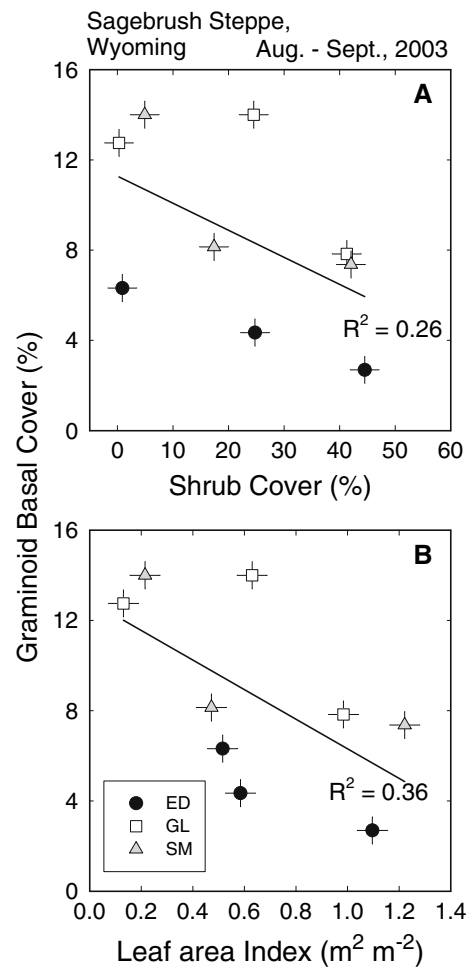 Sagebrush Steppe,
Wyoming Aug. - Sept., 2003
16
12
8
4
0
A
R² = 0.26
0 10 20 30 40 50 60
Shrub Cover (%)
Graminoid Basal Cover (%)
16
12
8
4
0
B
R² = 0.36
ED
GL
SM
0.0 0.2 0.4 0.6 0.8 1.0 1.2 1.4
Leaf area Index (m² m⁻²)